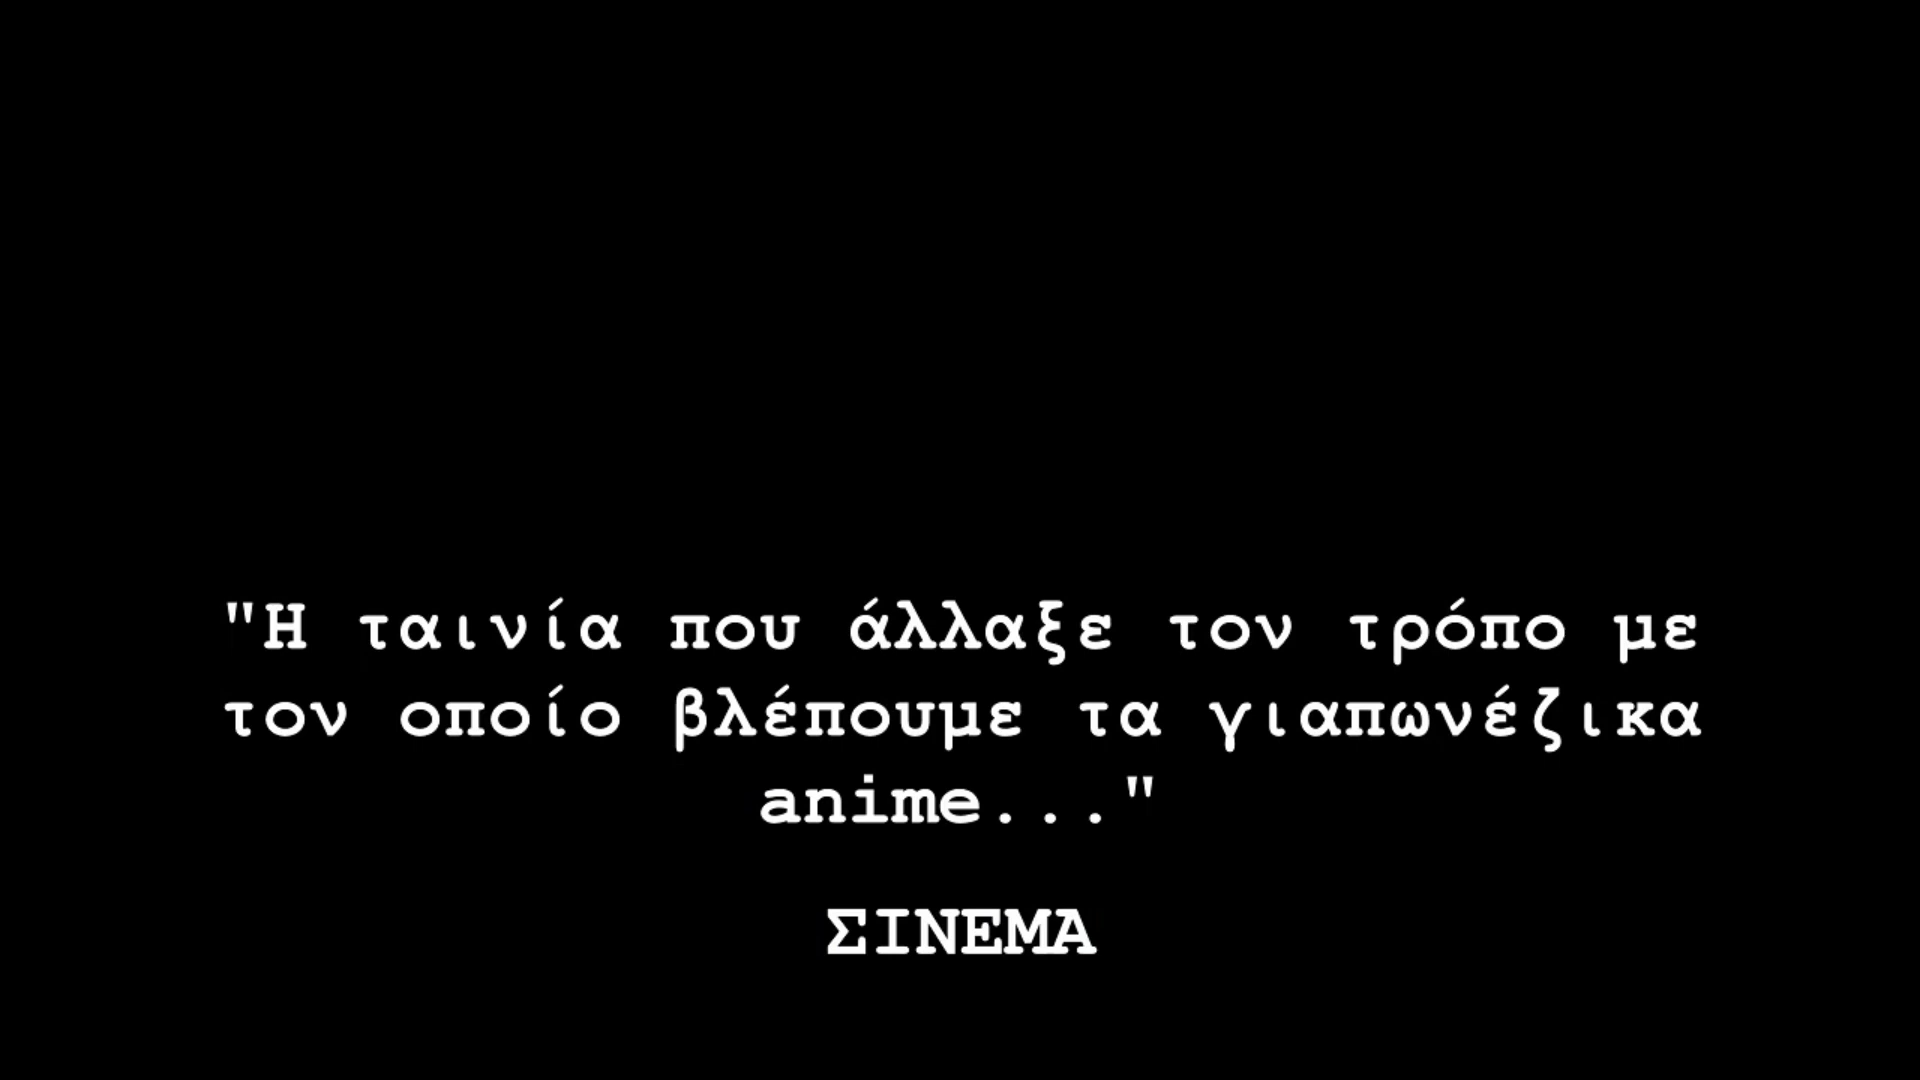 "Η ταινία που άλλαξε τον τρόπο με
τον οποίο βλέπουμε τα γιαπωνέζικα
anime..."
ΣΙΝΕΜΑ